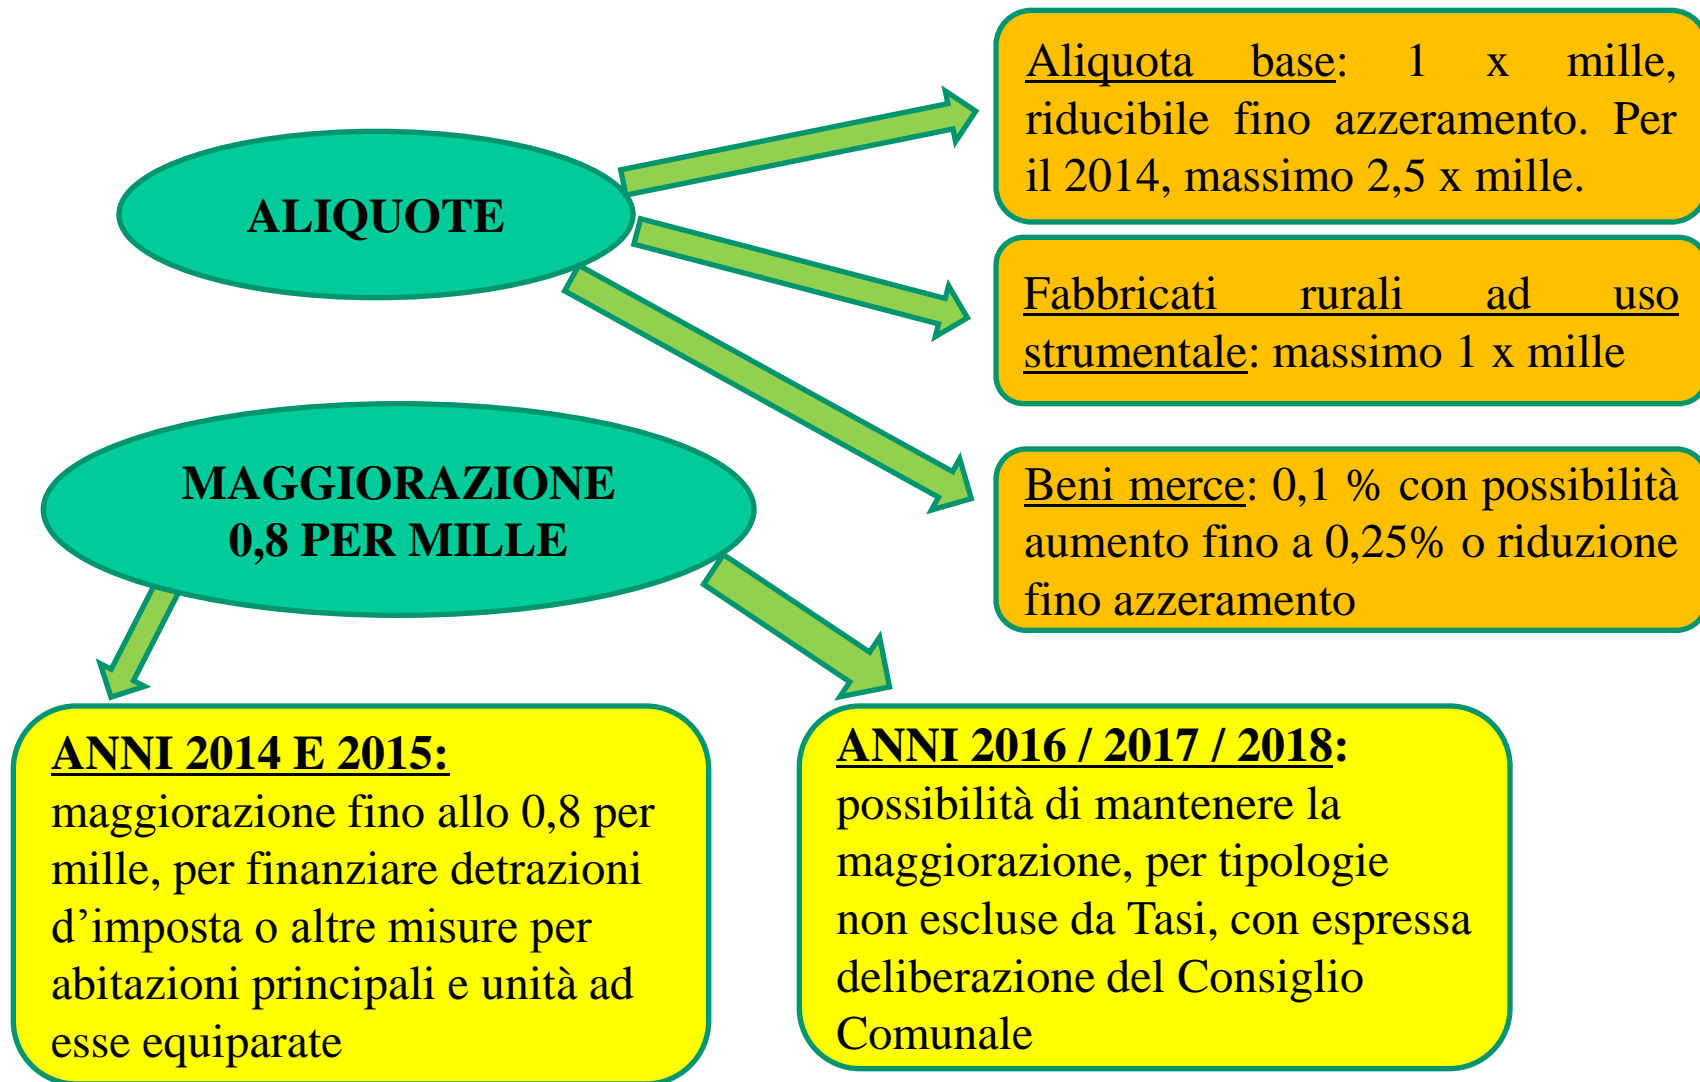 ALIQUOTE
Aliquota base: 1 x mille,
riducibile fino azzeramento. Per
il 2014, massimo 2,5 x mille.
Fabbricati rurali ad uso
strumentale: massimo 1 x mille
Beni merce: 0,1 % con possibilità
aumento fino a 0,25% o riduzione
fino azzeramento
MAGGIORAZIONE
0,8 PER MILLE
ANNI 2014 E 2015:
maggiorazione fino allo 0,8 per
mille, per finanziare detrazioni
d’imposta o altre misure per
abitazioni principali e unità ad
esse equiparate
ANNI 2016 / 2017 / 2018:
possibilità di mantenere la
maggiorazione, per tipologie
non escluse da Tasi, con espressa
deliberazione del Consiglio
Comunale